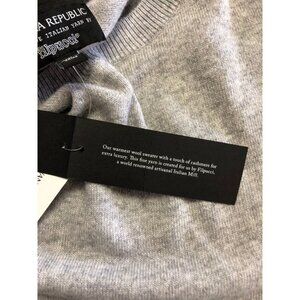 A REPUBLIC
E ITALIAN YARN BY
filpucci
Our warmest wool sweater with a touch of cashmere for
extra luxury. This fine yarn is created for us by Filpucci,
a world renowned artisanal Italian Mill.